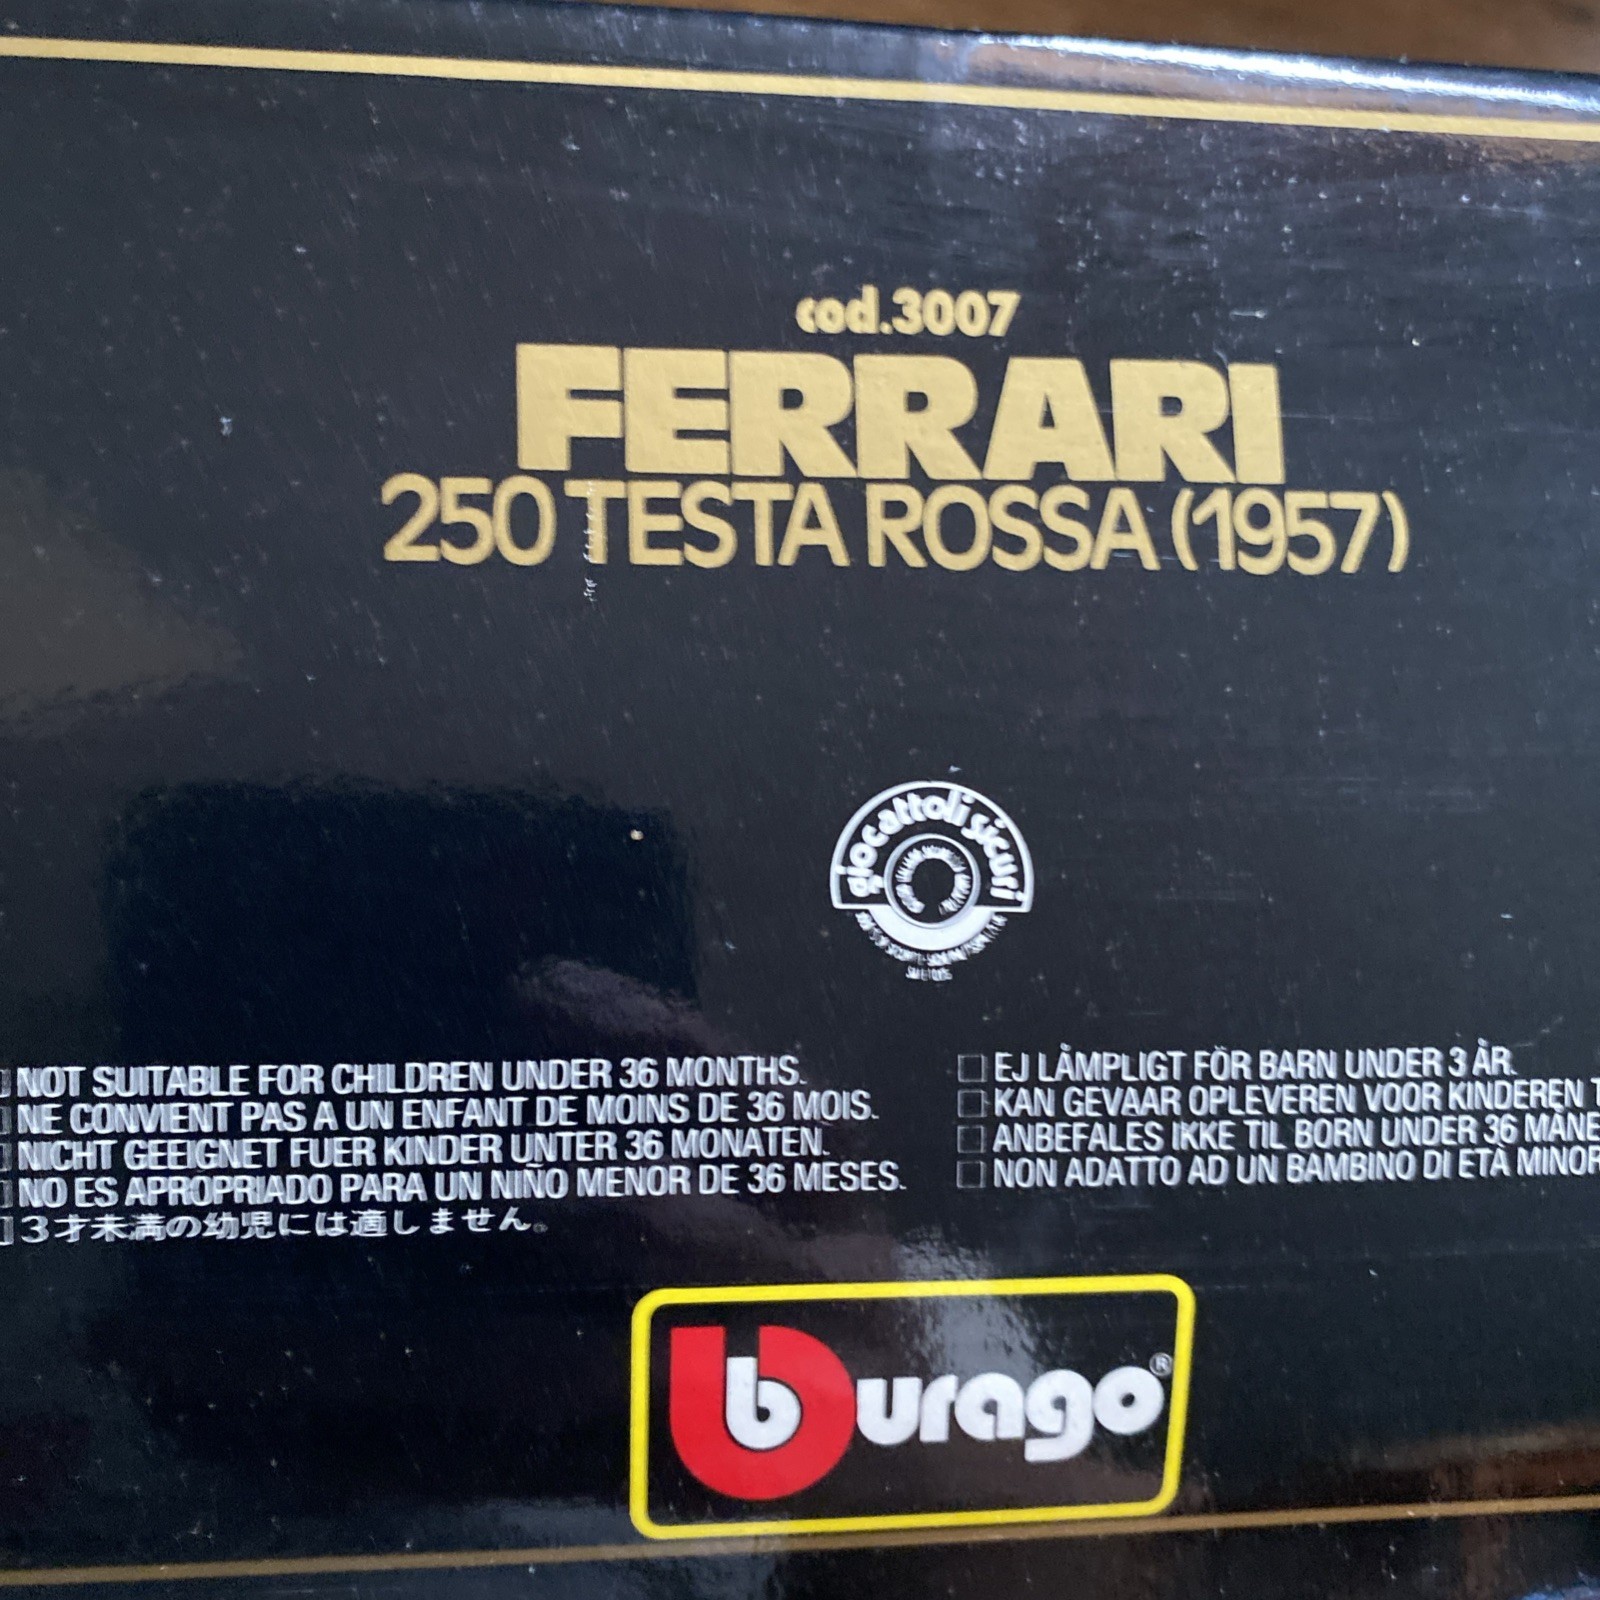 cod.3007
FERRARI
250 TESTA ROSSA (1957)
giocattoli sicuri
NOT SUITABLE FOR CHILDREN UNDER 36 MONTHS.
NE CONVIENT PAS A UN ENFANT DE MOINS DE 36 MOIS.
NICHT GEEIGNET FUER KINDER UNTER 36 MONATEN.
NO ES APROPRIADO PARA UN NIÑO MENOR DE 36 MESES.
3才未満の幼児には適しません。
EJ LÅMPLIGT FÖR BARN UNDER 3 ÅR.
KAN GEVAAR OPLEVEREN VOOR KINDEREN
ANBEFALES IKKE TIL BORN UNDER 36
NON ADATTO AD UN BAMBINO DI ETÀ
burago®